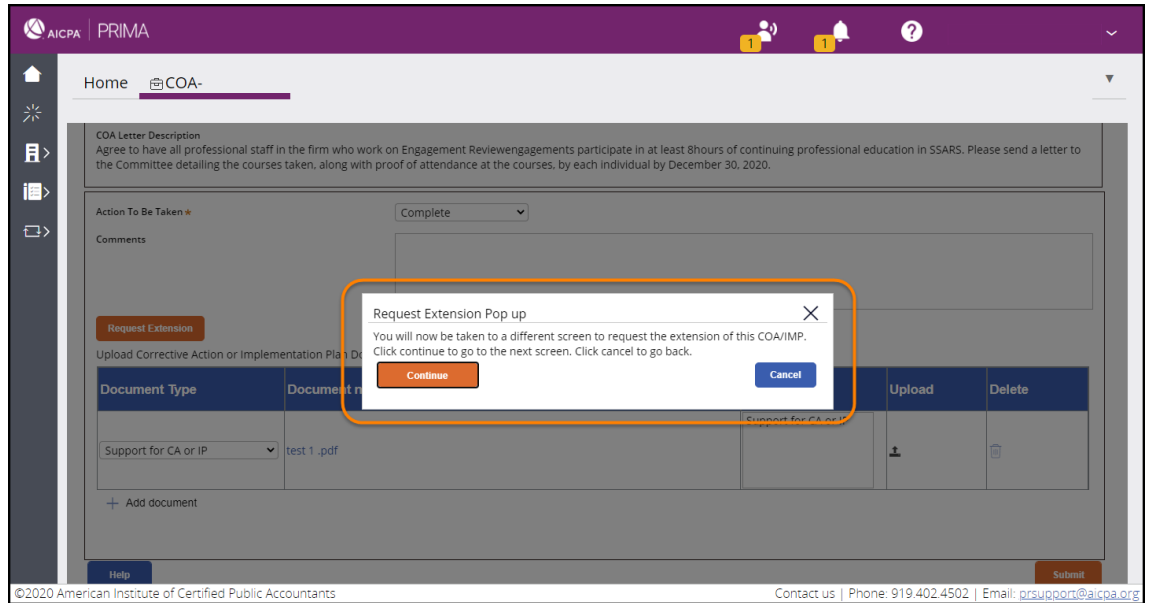 AICPA PRIMA
1
1
?
Home COA-
COA Letter Description
Agree to have all professional staff in the firm who work on Engagement Reviewengagements participate in at least 8hours of continuing professional education in SSARS. Please send a letter to
the Committee detailing the courses taken, along with proof of attendance at the courses, by each individual by December 30, 2020.
Action To Be Taken★ Complete
Comments
Request Extension Pop up
You will now be taken to a different screen to request the extension of this COA/IMP.
Click continue to go to the next screen. Click cancel to go back.
Continue Cancel
Request Extension
Upload Corrective Action or Implementation Plan
Document Type Document Upload Delete
Support for CA or IP test 1 .pdf Support for CA or IP
+ Add document
Help Submit
©2020 American Institute of Certified Public Accountants Contact us | Phone: 919.402.4502 | Email: prsupport@aicpa.org